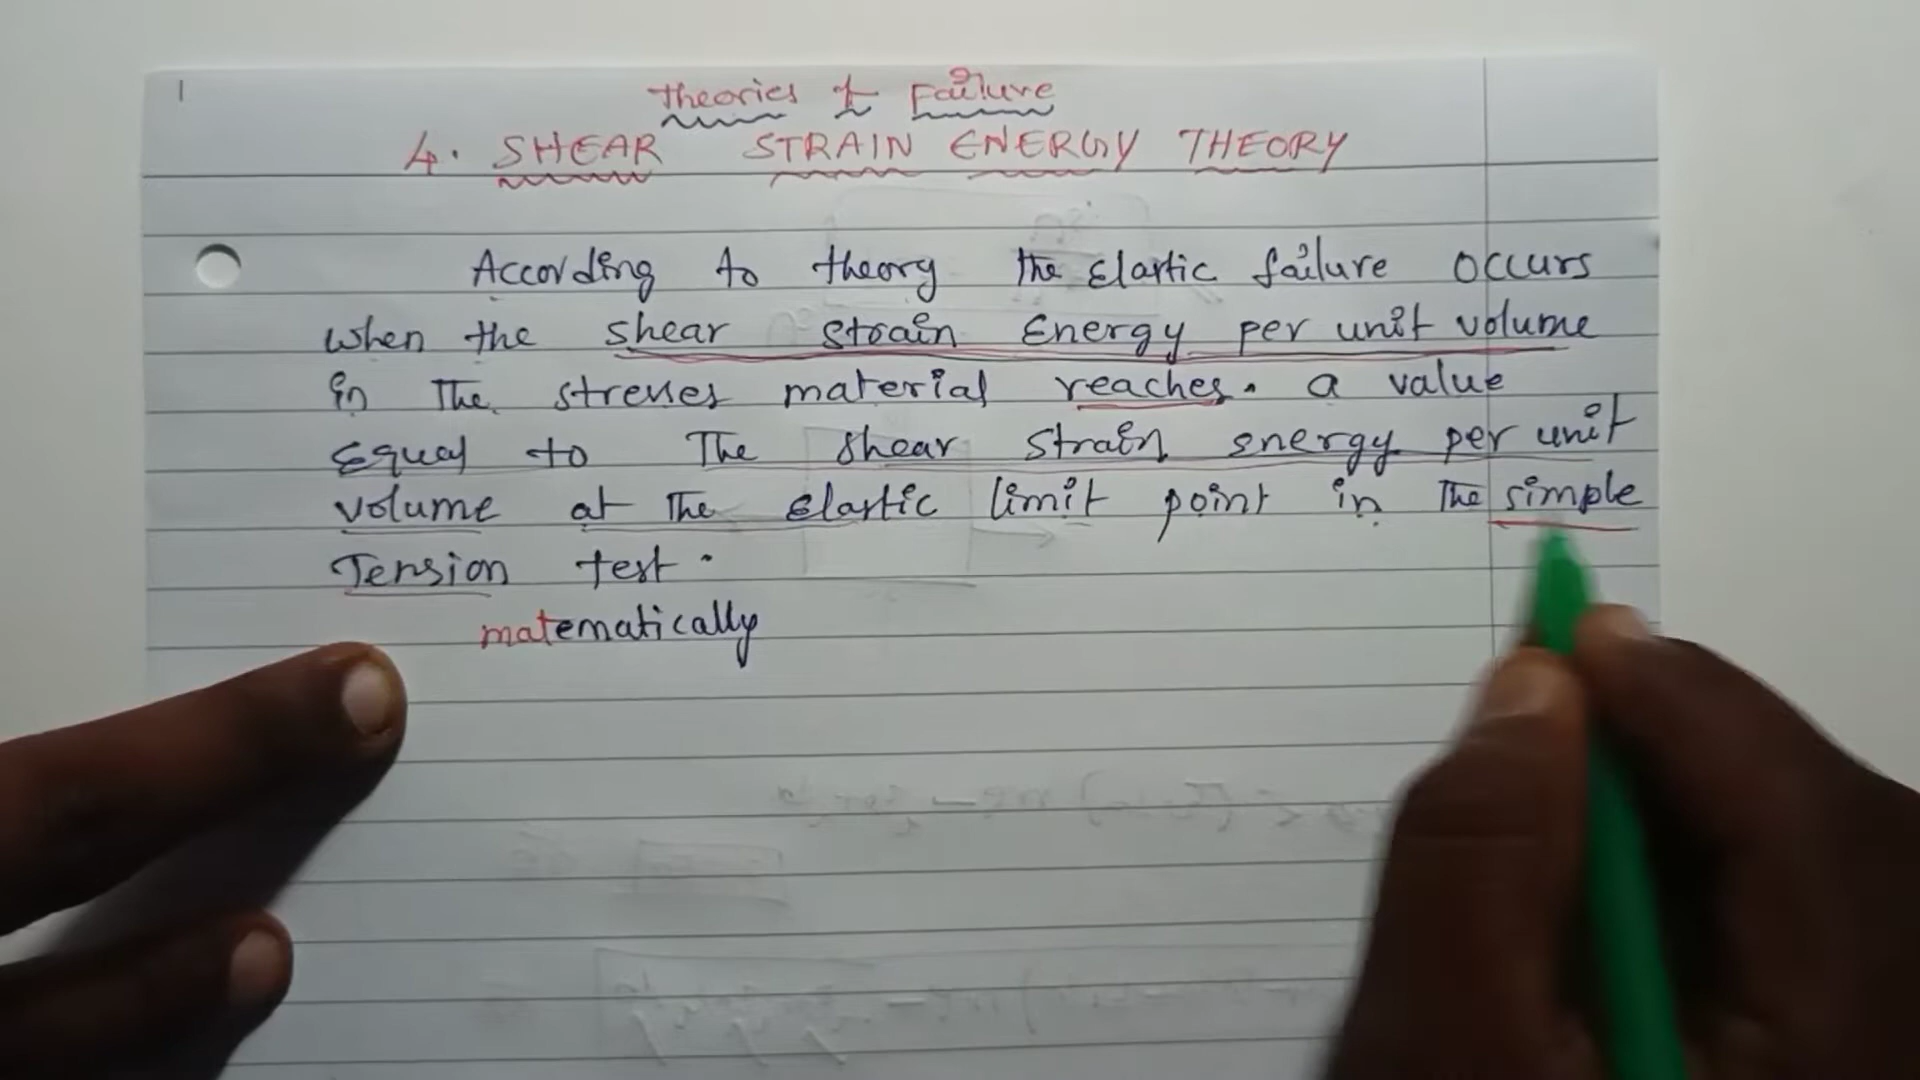 1
Theories of Failure
4. SHEAR STRAIN ENERGY THEORY
According to theory the Elastic failure occurs
when the shear strain Energy per unit volume
in The stresses material reaches. a value
Equal to The shear strain energy per unit
volume at The Elastic limit point in The simple
Tension test.
matematically